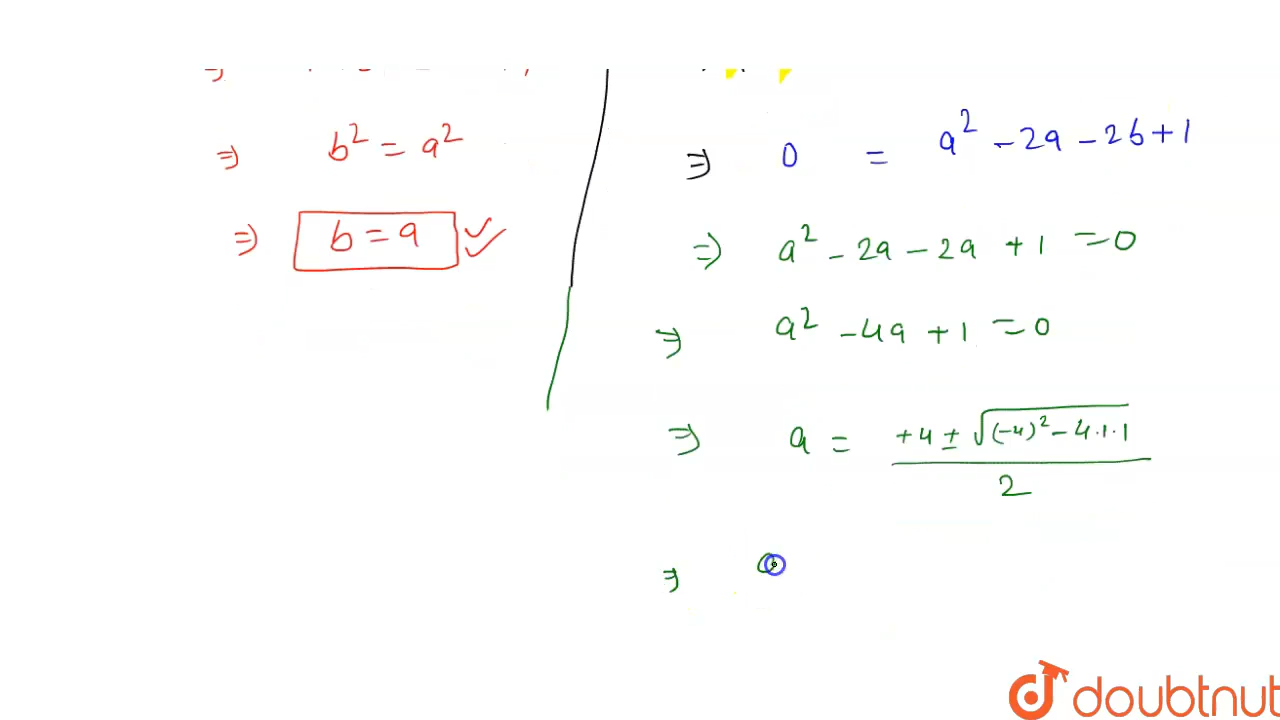 ⇒ b² = a²
⇒ b = a
⇒ 0 = a² - 2a - 2b + 1
⇒ a² - 2a - 2a + 1 = 0
⇒ a² - 4a + 1 = 0
⇒ a = (+4 ± √((-4)² - 4·1·1)) / 2
⇒
doubtnut